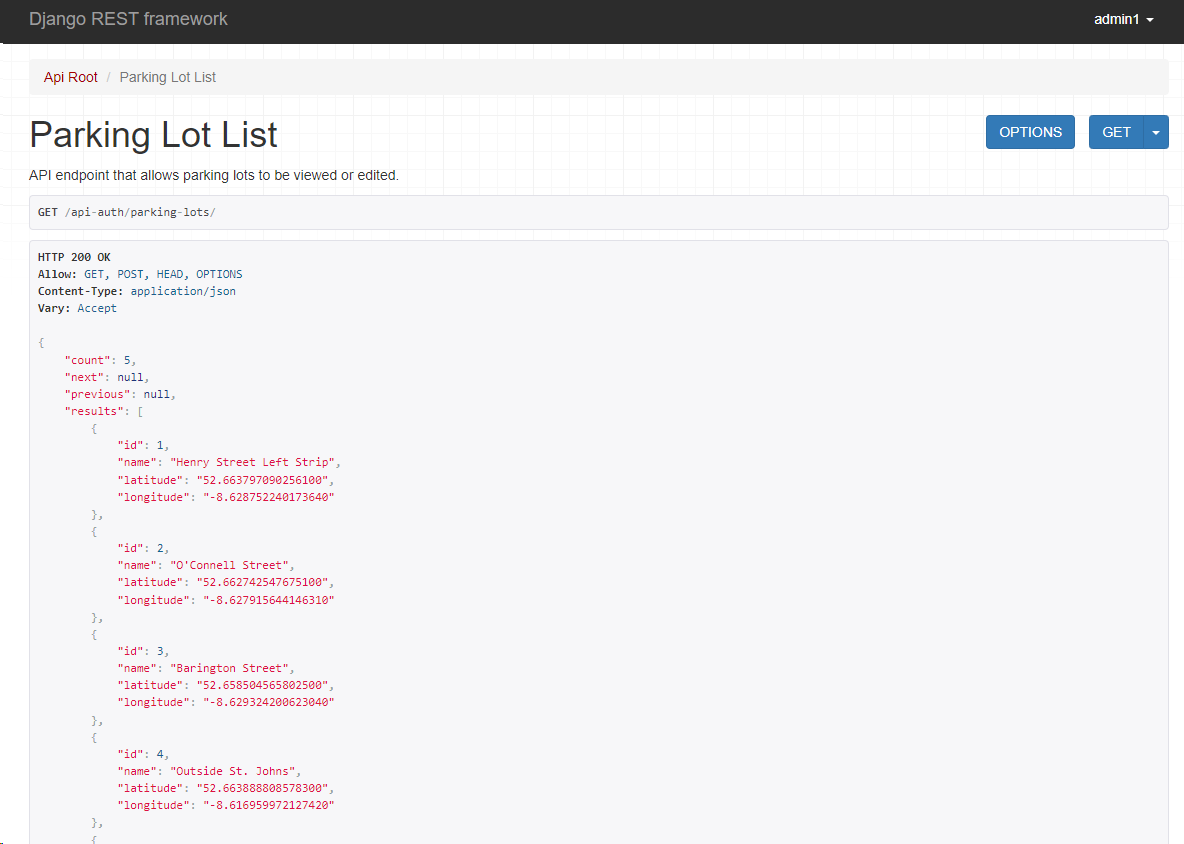 Django REST framework
admin1
Api Root / Parking Lot List
Parking Lot List
OPTIONS
GET
API endpoint that allows parking lots to be viewed or edited.
GET /api-auth/parking-lots/
HTTP 200 OK
Allow: GET, POST, HEAD, OPTIONS
Content-Type: application/json
Vary: Accept
{
"count": 5,
"next": null,
"previous": null,
"results": [
{
"id": 1,
"name": "Henry Street Left Strip",
"latitude": "52.663797090256100",
"longitude": "-8.628752240173640"
},
{
"id": 2,
"name": "O'Connell Street",
"latitude": "52.662742547675100",
"longitude": "-8.627915644146310"
},
{
"id": 3,
"name": "Barington Street",
"latitude": "52.658504565802500",
"longitude": "-8.629324200623040"
},
{
"id": 4,
"name": "Outside St. Johns",
"latitude": "52.663888808578300",
"longitude": "-8.616959972127420"
},
{